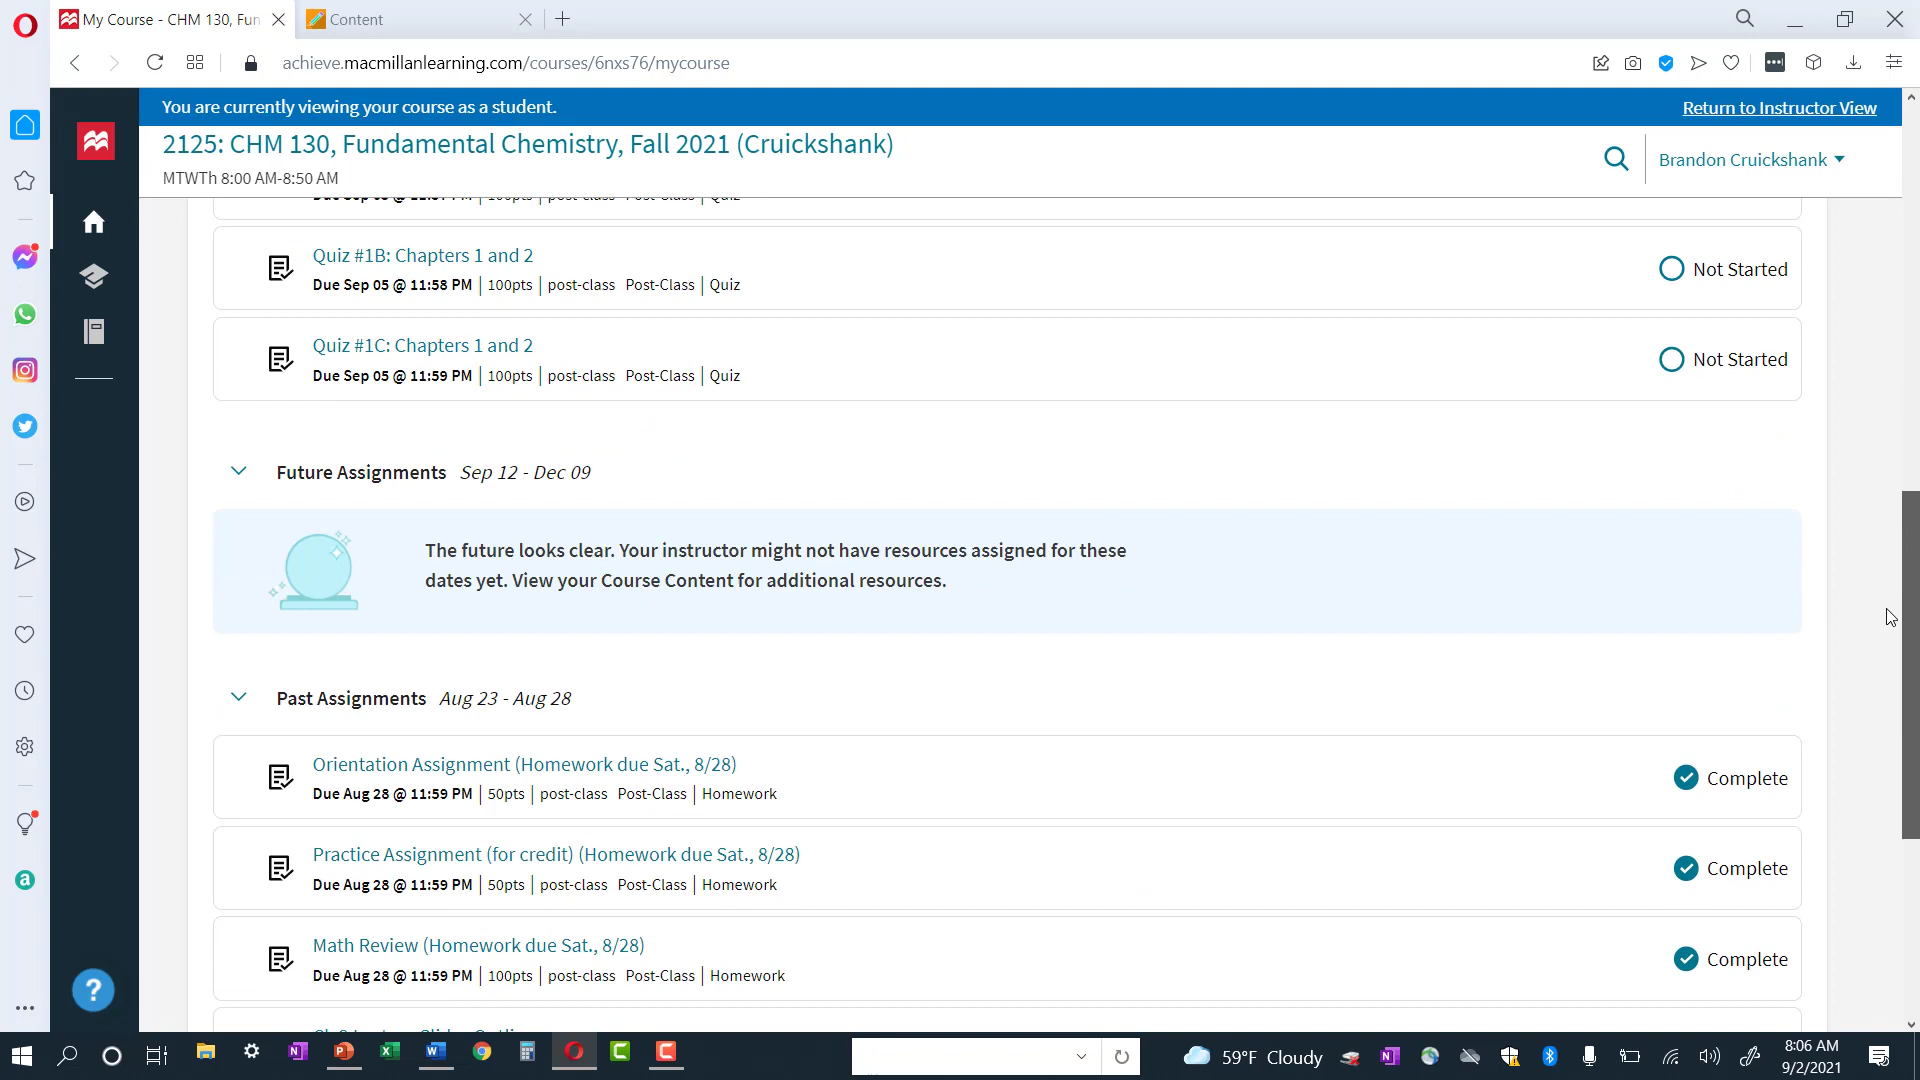 My Course - CHM 130, Fun
Content
achieve.macmillanlearning.com/courses/6nxs76/mycourse
You are currently viewing your course as a student.
Return to Instructor View
2125: CHM 130, Fundamental Chemistry, Fall 2021 (Cruickshank)
MTWTh 8:00 AM-8:50 AM
Brandon Cruickshank
100pts | post-class Post-Class | Quiz
Quiz #1B: Chapters 1 and 2
Due Sep 05 @ 11:58 PM | 100pts | post-class Post-Class | Quiz
Not Started
Quiz #1C: Chapters 1 and 2
Due Sep 05 @ 11:59 PM | 100pts | post-class Post-Class | Quiz
Not Started
Future Assignments Sep 12 - Dec 09
The future looks clear. Your instructor might not have resources assigned for these
dates yet. View your Course Content for additional resources.
Past Assignments Aug 23 - Aug 28
Orientation Assignment (Homework due Sat., 8/28)
Due Aug 28 @ 11:59 PM | 50pts | post-class Post-Class | Homework
Complete
Practice Assignment (for credit) (Homework due Sat., 8/28)
Due Aug 28 @ 11:59 PM | 50pts | post-class Post-Class | Homework
Complete
Math Review (Homework due Sat., 8/28)
Due Aug 28 @ 11:59 PM | 100pts | post-class Post-Class | Homework
Complete
59°F Cloudy
8:06 AM
9/2/2021